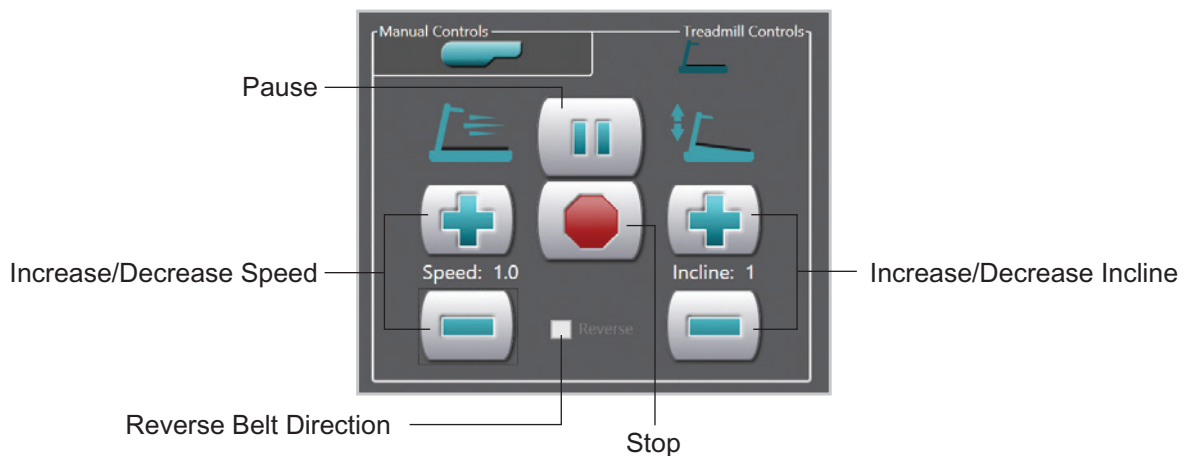 Manual Controls
Treadmill Controls
Pause
Increase/Decrease Speed
Speed: 1.0
Incline: 1
Increase/Decrease Incline
Reverse
Reverse Belt Direction
Stop